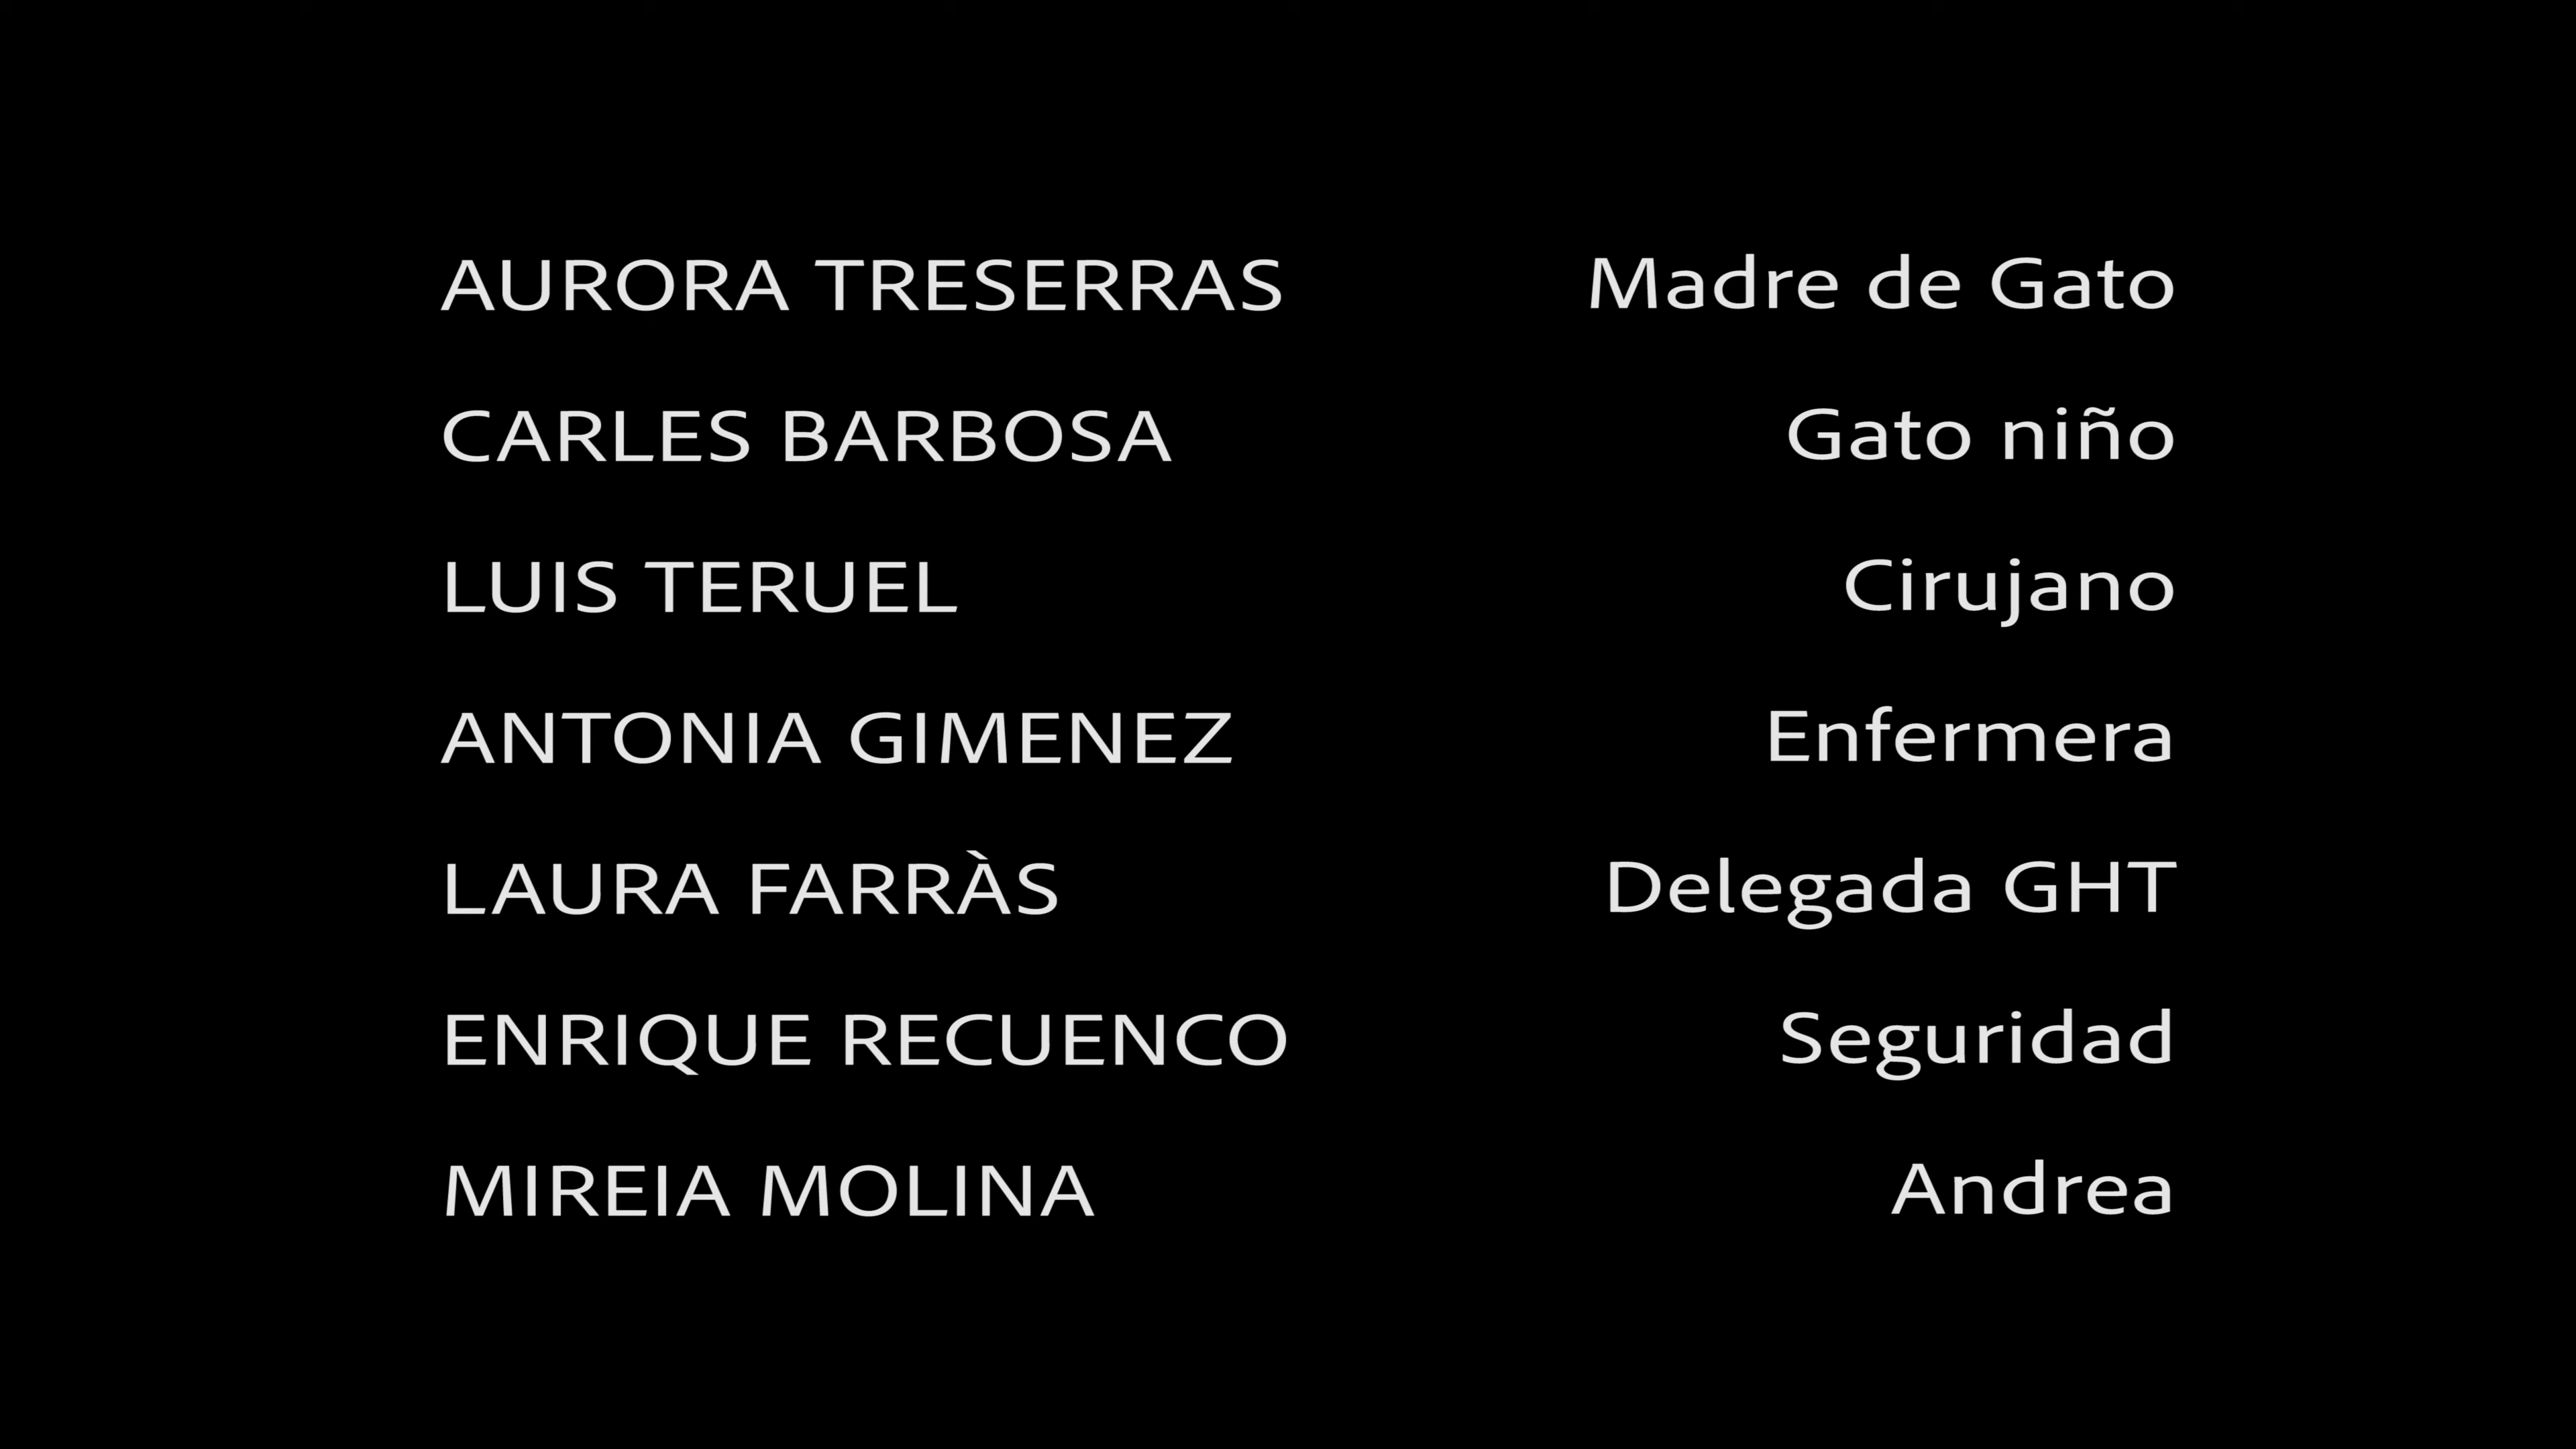 AURORA TRESERRAS Madre de Gato
CARLES BARBOSA Gato niño
LUIS TERUEL Cirujano
ANTONIA GIMENEZ Enfermera
LAURA FARRÀS Delegada GHT
ENRIQUE RECUENCO Seguridad
MIREIA MOLINA Andrea